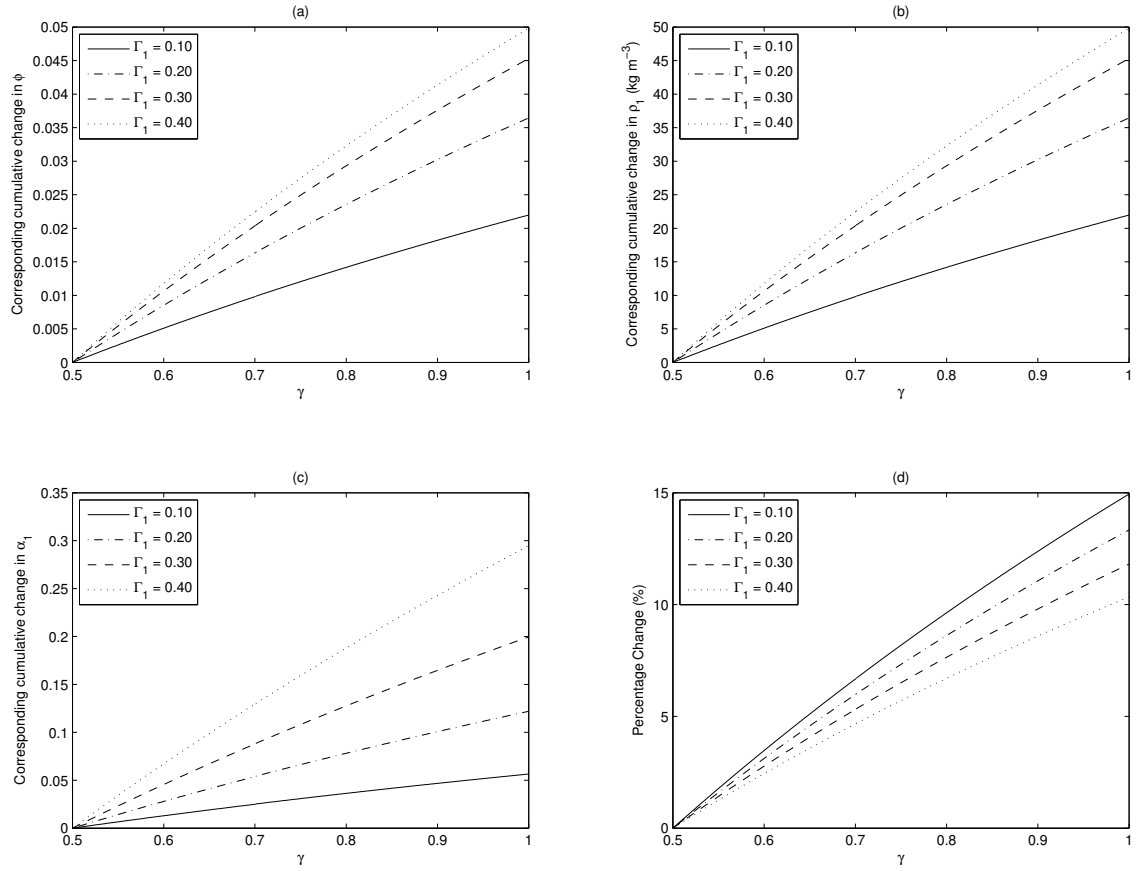 (a)
Corresponding cumulative change in ϕ
0.05
0.045
0.04
0.035
0.03
0.025
0.02
0.015
0.01
0.005
0
Γ₁ = 0.10
Γ₁ = 0.20
Γ₁ = 0.30
Γ₁ = 0.40
0.5 0.6 0.7 0.8 0.9 1
γ
(b)
Corresponding cumulative change in ρ₁ (kg m⁻³)
50
45
40
35
30
25
20
15
10
5
0
Γ₁ = 0.10
Γ₁ = 0.20
Γ₁ = 0.30
Γ₁ = 0.40
0.5 0.6 0.7 0.8 0.9 1
γ
(c)
Corresponding cumulative change in α₁
0.35
0.3
0.25
0.2
0.15
0.1
0.05
0
Γ₁ = 0.10
Γ₁ = 0.20
Γ₁ = 0.30
Γ₁ = 0.40
0.5 0.6 0.7 0.8 0.9 1
γ
(d)
Percentage Change (%)
15
10
5
0
Γ₁ = 0.10
Γ₁ = 0.20
Γ₁ = 0.30
Γ₁ = 0.40
0.5 0.6 0.7 0.8 0.9 1
γ